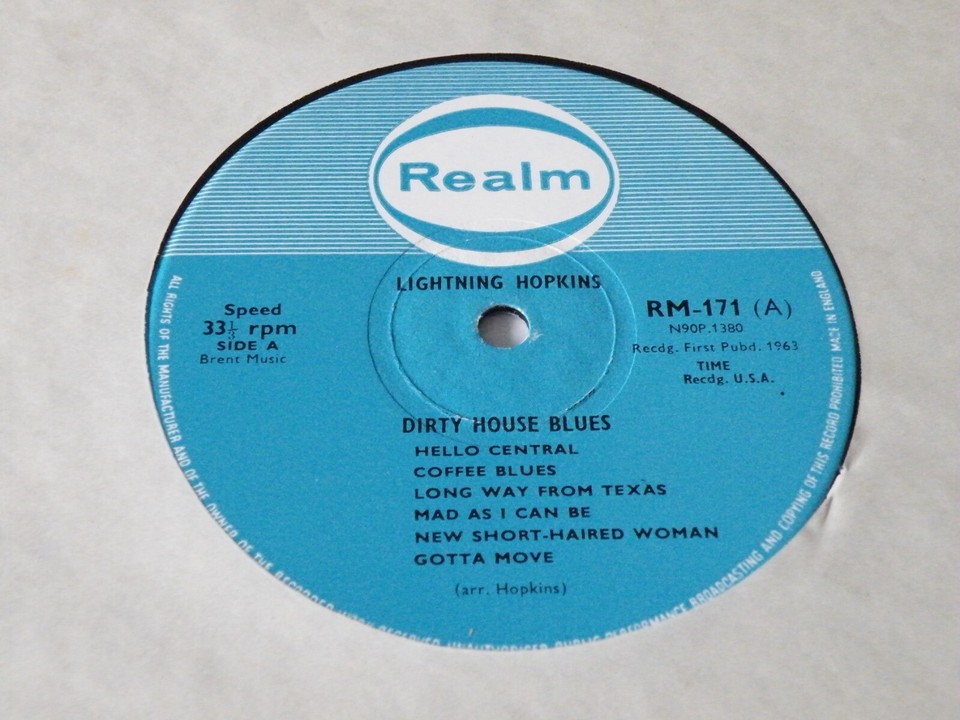 Realm
LIGHTNING HOPKINS
Speed
33⅓ rpm
SIDE A
Brent Music
RM-171 (A)
N90P.1380
Recdg. First Pubd. 1963
TIME
Recdg. U.S.A.
DIRTY HOUSE BLUES
HELLO CENTRAL
COFFEE BLUES
LONG WAY FROM TEXAS
MAD AS I CAN BE
NEW SHORT-HAIRED WOMAN
GOTTA MOVE
(arr. Hopkins)
ALL RIGHTS OF THE MANUFACTURER AND OF THE OWNER OF THE RECORDED WORK RESERVED UNAUTHORISED PUBLIC PERFORMANCE BROADCASTING AND COPYING OF THIS RECORD PROHIBITED MADE IN ENGLAND